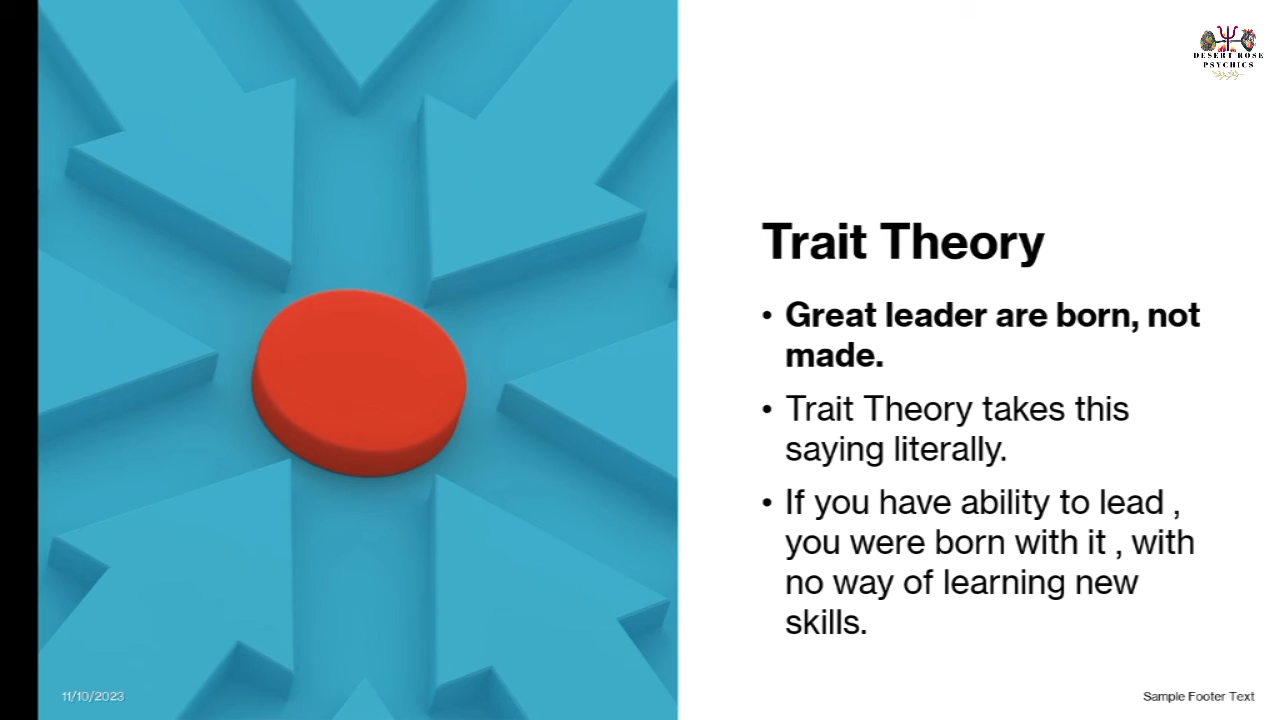 DESERT ROSE
PSYCHICS
Trait Theory
• Great leader are born, not
made.
• Trait Theory takes this
saying literally.
• If you have ability to lead ,
you were born with it , with
no way of learning new
skills.
11/10/2023
Sample Footer Text